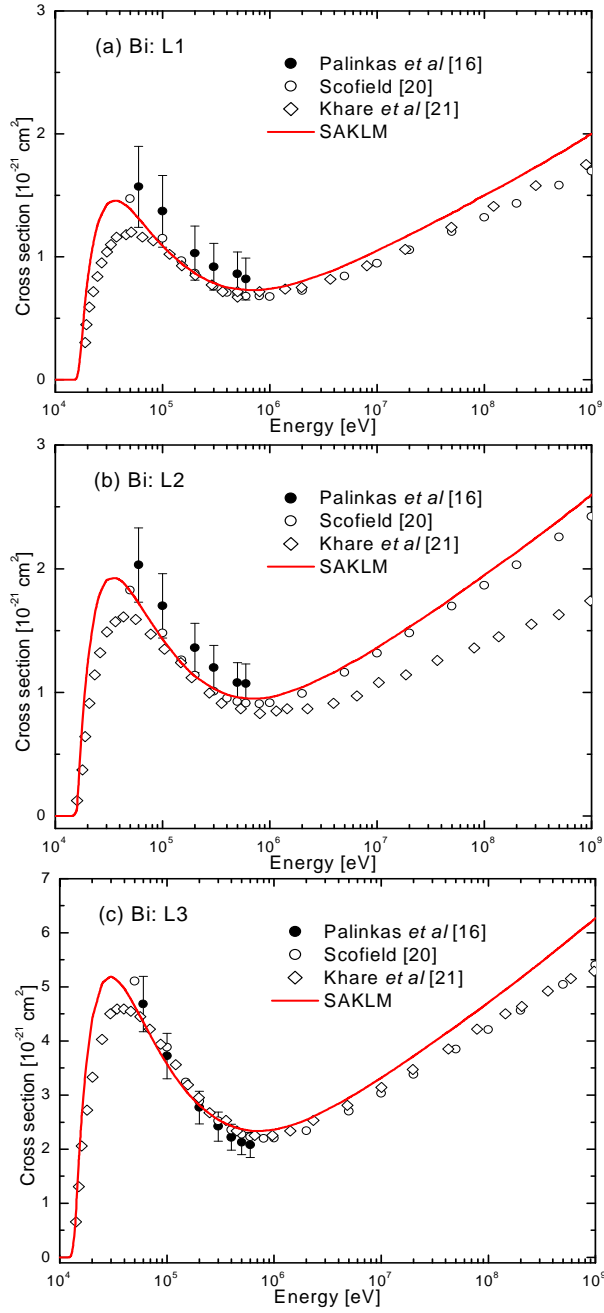 3
(a) Bi: L1
Palinkas et al [16]
Scofield [20]
Khare et al [21]
SAKLM
2
1
0
Cross section [10⁻²¹ cm²]
10⁴ 10⁵ 10⁶ 10⁷ 10⁸ 10⁹
Energy [eV]
3
(b) Bi: L2
Palinkas et al [16]
Scofield [20]
Khare et al [21]
SAKLM
2
1
0
Cross section [10⁻²¹ cm²]
10⁴ 10⁵ 10⁶ 10⁷ 10⁸ 10⁹
Energy [eV]
7
(c) Bi: L3
Palinkas et al [16]
Scofield [20]
Khare et al [21]
SAKLM
6
5
4
3
2
1
0
Cross section [10⁻²¹ cm²]
10⁴ 10⁵ 10⁶ 10⁷ 10⁸ 10⁹
Energy [eV]